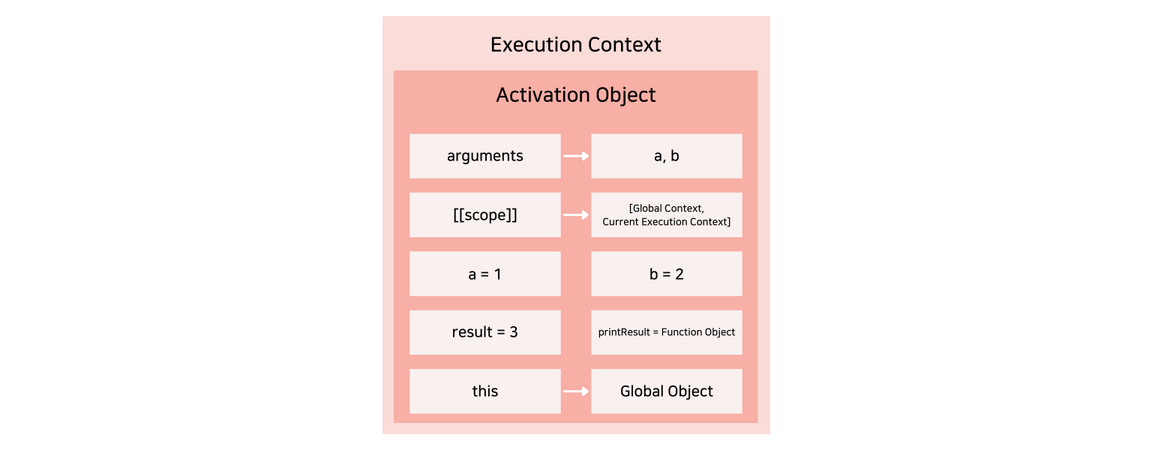 Execution Context
Activation Object
arguments
a, b
[[scope]]
[Global Context,
Current Execution Context]
a = 1
b = 2
result = 3
printResult = Function Object
this
Global Object